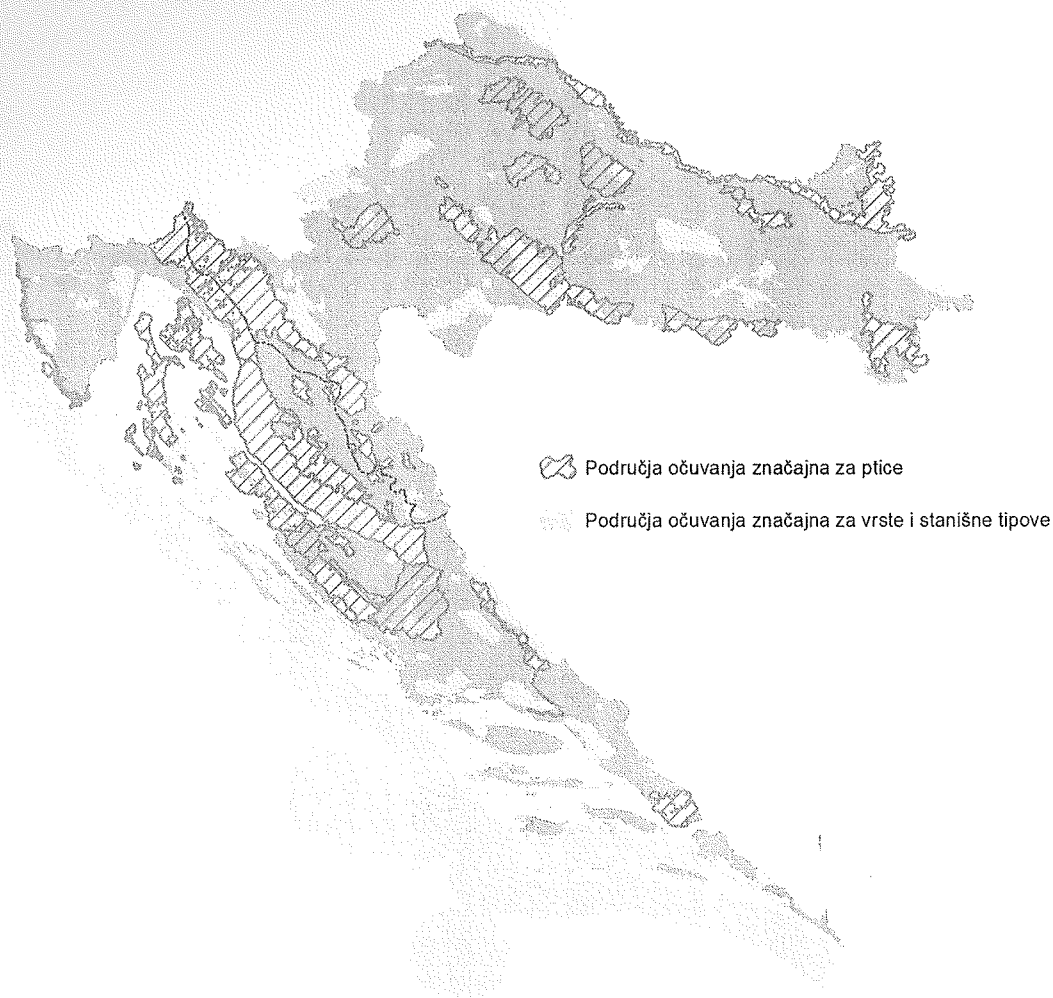 Područja očuvanja značajna za ptice
Područja očuvanja značajna za vrste i stanišne tipove